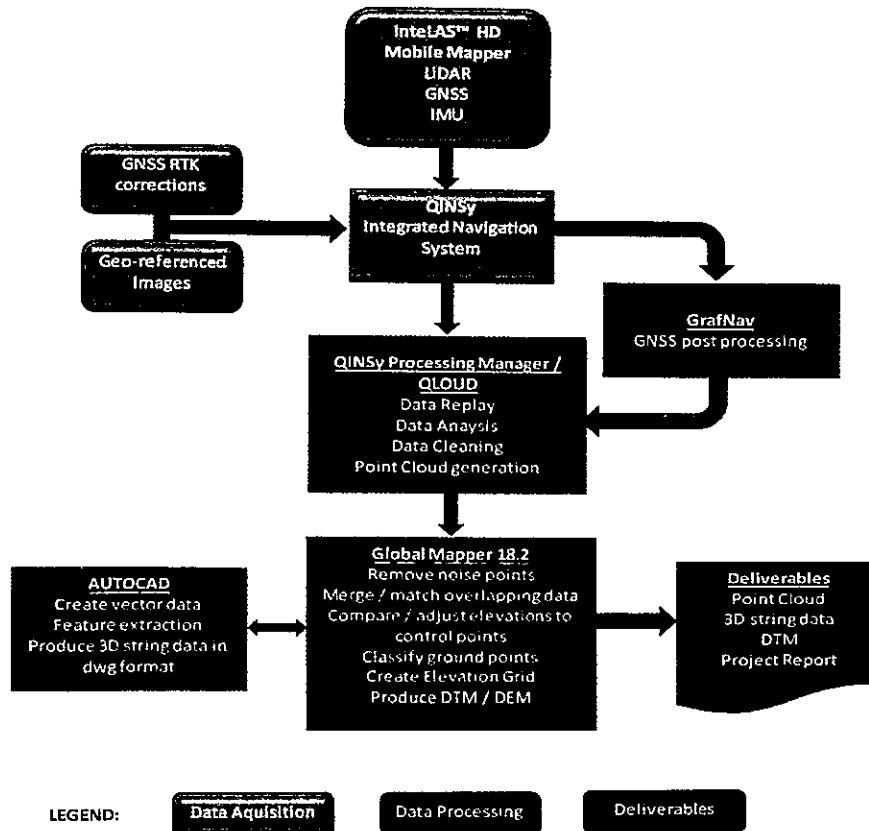 InteLAS™ HD
Mobile Mapper
LIDAR
GNSS
IMU
GNSS RTK
corrections
Geo-referenced
Images
QINSy
Integrated Navigation
System
GrafNav
GNSS post processing
QINSy Processing Manager /
QLOUD
Data Replay
Data Anaysis
Data Cleaning
Point Cloud generation
AUTOCAD
Create vector data
Feature extraction
Produce 3D string data in
dwg format
Global Mapper 18.2
Remove noise points
Merge / match overlapping data
Compare / adjust elevations to
control points
Classify ground points
Create Elevation Grid
Produce DTM / DEM
Deliverables
Point Cloud
3D string data
DTM
Project Report
LEGEND:
Data Aquisition
Data Processing
Deliverables